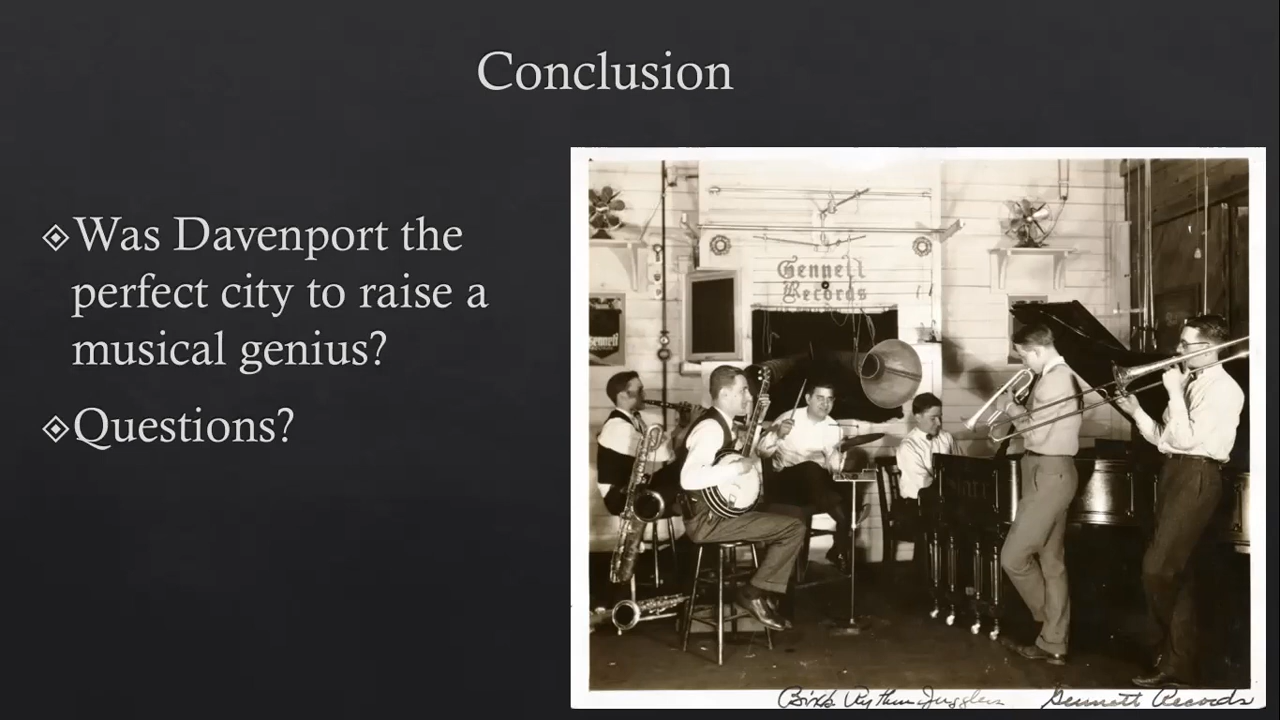 Conclusion
Was Davenport the
perfect city to raise a
musical genius?
Questions?
Gennett
Records
Gennett Records